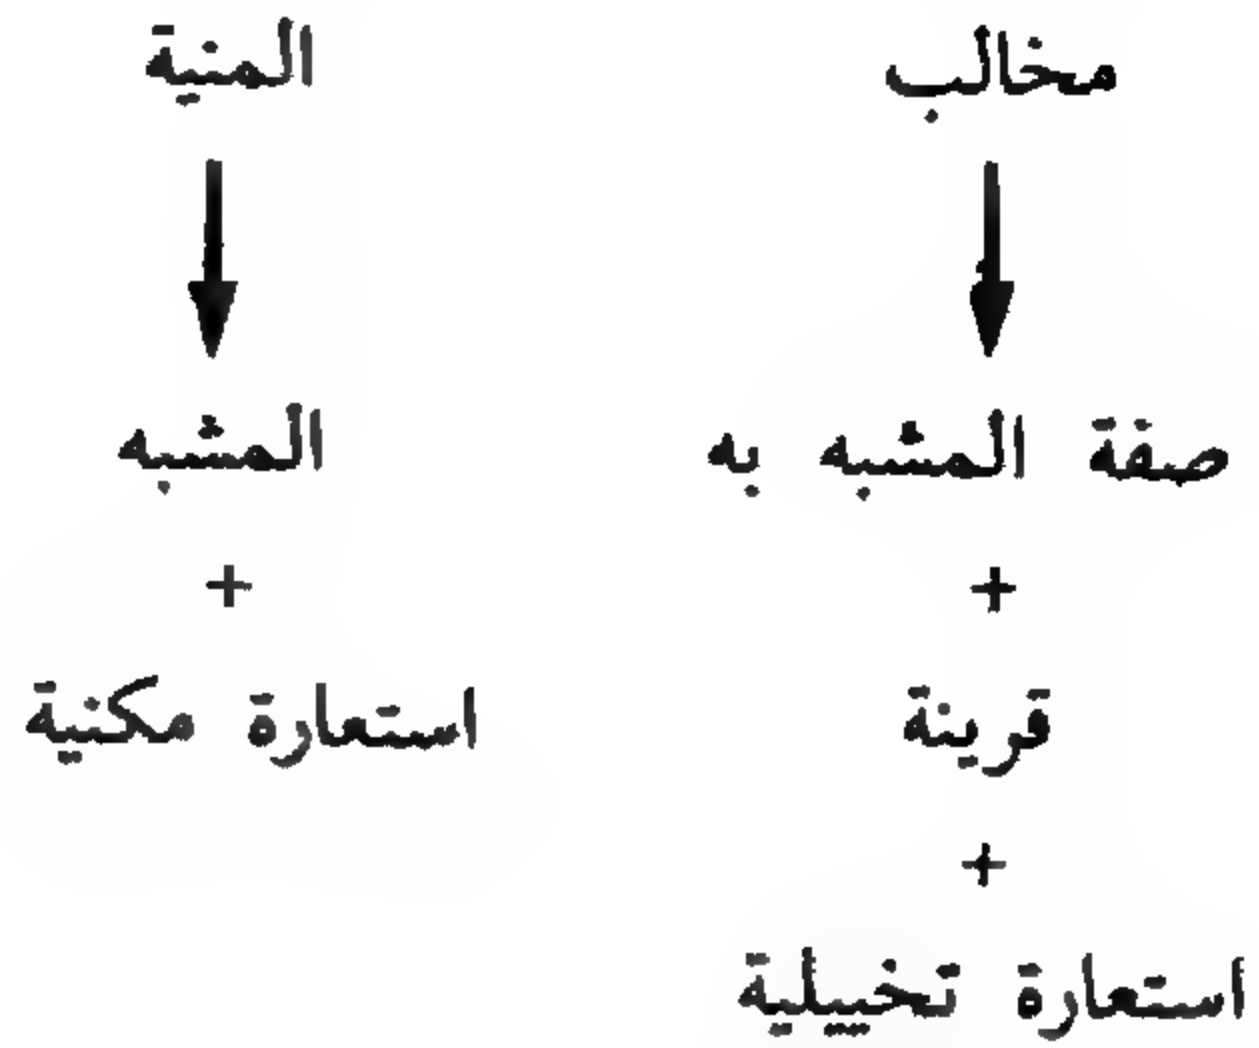 مخالب المنية
صفة المشبه به المشبه
+ +
قرينة استعارة مكنية
+
استعارة تخييلية